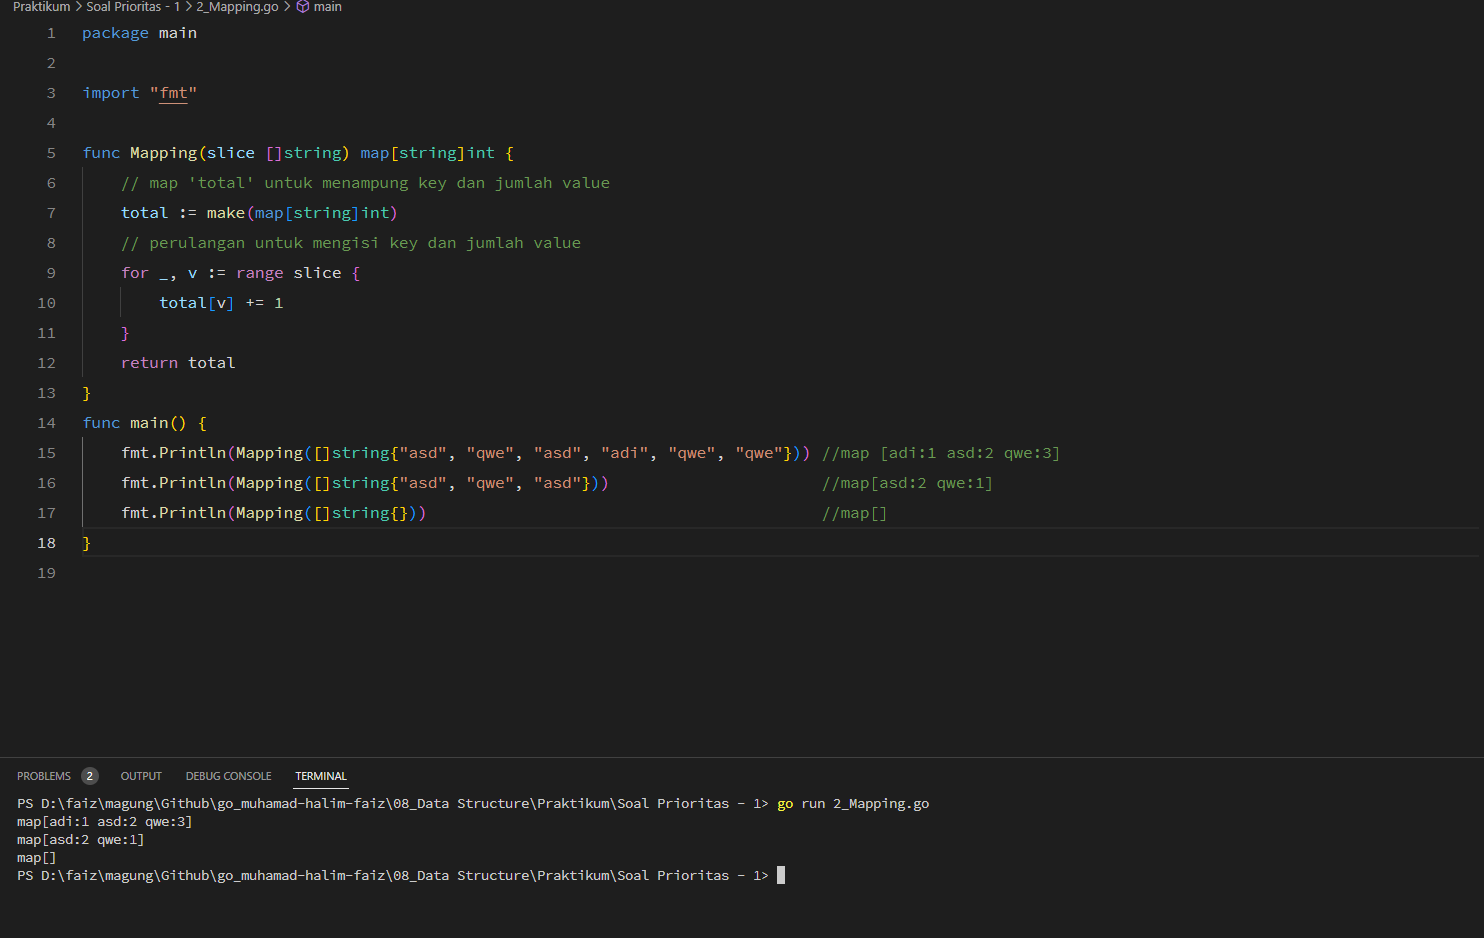 Praktikum > Soal Prioritas - 1 > 2_Mapping.go > main
1 package main
2
3 import "fmt"
4
5 func Mapping(slice []string) map[string]int {
6 // map 'total' untuk menampung key dan jumlah value
7 total := make(map[string]int)
8 // perulangan untuk mengisi key dan jumlah value
9 for _, v := range slice {
10 total[v] += 1
11 }
12 return total
13 }
14 func main() {
15 fmt.Println(Mapping([]string{"asd", "qwe", "asd", "adi", "qwe", "qwe"})) //map [adi:1 asd:2 qwe:3]
16 fmt.Println(Mapping([]string{"asd", "qwe", "asd"})) //map[asd:2 qwe:1]
17 fmt.Println(Mapping([]string{})) //map[]
18 }
19
PROBLEMS 2 OUTPUT DEBUG CONSOLE TERMINAL
PS D:\faiz\magung\Github\go_muhamad-halim-faiz\08_Data Structure\Praktikum\Soal Prioritas - 1> go run 2_Mapping.go
map[adi:1 asd:2 qwe:3]
map[asd:2 qwe:1]
map[]
PS D:\faiz\magung\Github\go_muhamad-halim-faiz\08_Data Structure\Praktikum\Soal Prioritas - 1>